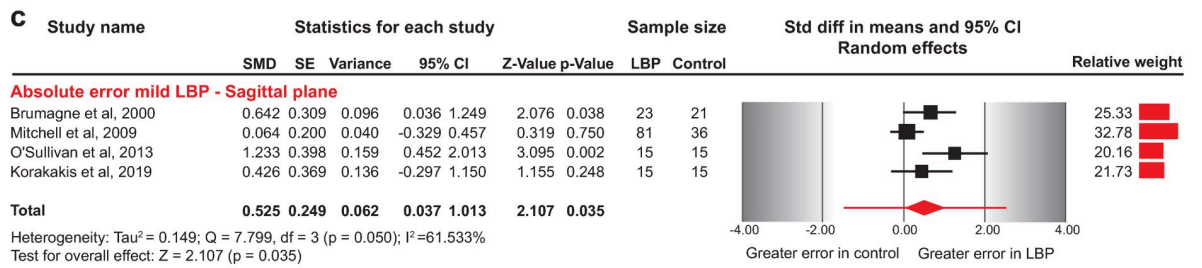 C
Study name Statistics for each study Sample size Std diff in means and 95% CI
Random effects
SMD SE Variance 95% CI Z-Value p-Value LBP Control Relative weight
Absolute error mild LBP - Sagittal plane
Brumagne et al, 2000 0.642 0.309 0.096 0.036 1.249 2.076 0.038 23 21 25.33
Mitchell et al, 2009 0.064 0.200 0.040 -0.329 0.457 0.319 0.750 81 36 32.78
O'Sullivan et al, 2013 1.233 0.398 0.159 0.452 2.013 3.095 0.002 15 15 20.16
Korakakis et al, 2019 0.426 0.369 0.136 -0.297 1.150 1.155 0.248 15 15 21.73
Total 0.525 0.249 0.062 0.037 1.013 2.107 0.035
-4.00 -2.00 0.00 2.00 4.00
Heterogeneity: Tau² = 0.149; Q = 7.799, df = 3 (p = 0.050); I² =61.533%
Greater error in control Greater error in LBP
Test for overall effect: Z = 2.107 (p = 0.035)